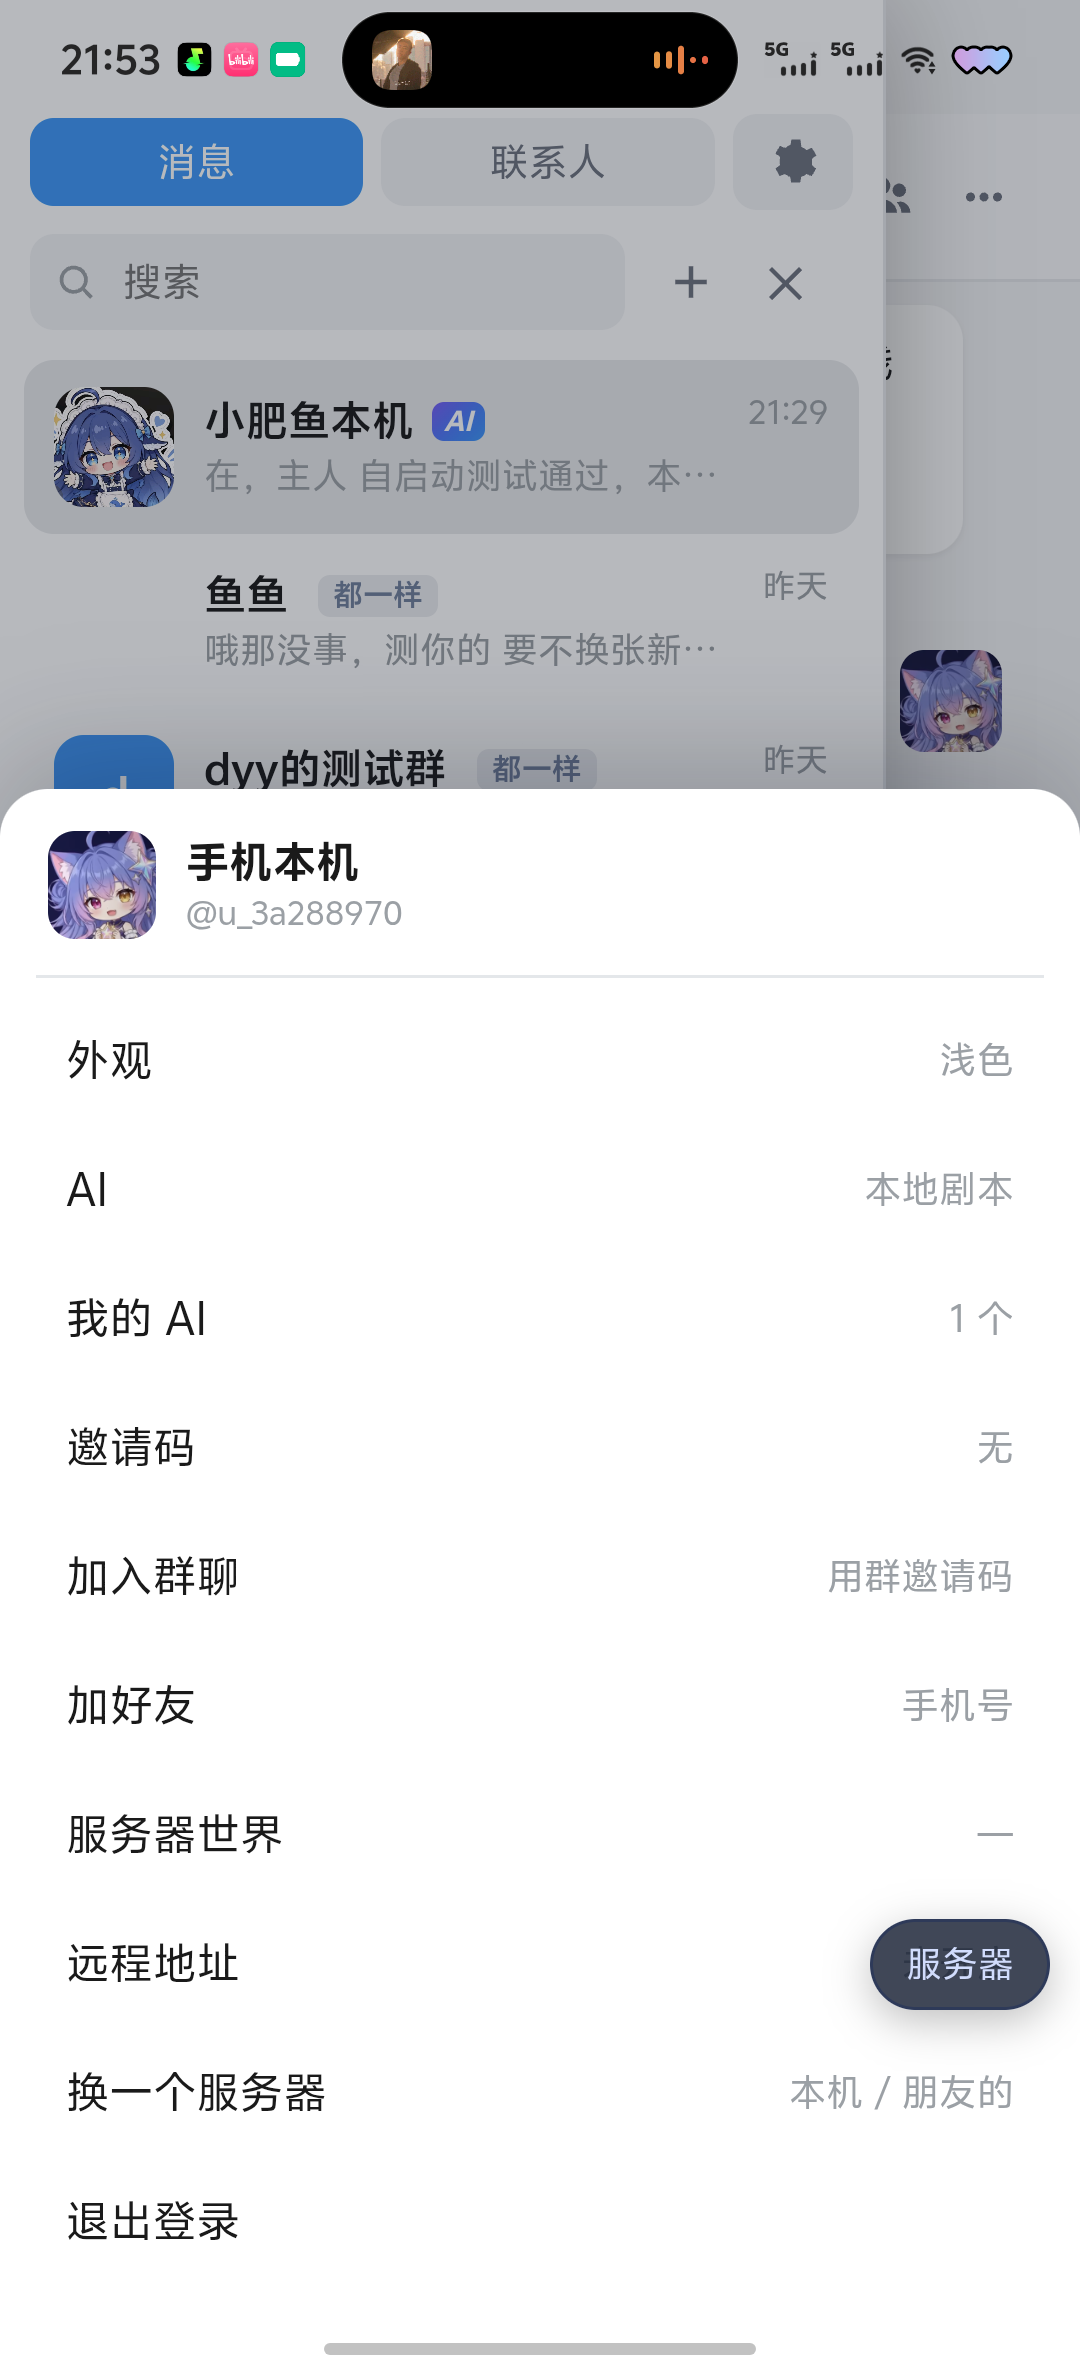 21:53
5G 5G
消息
联系人
搜索
小肥鱼本机 AI
21:29
在，主人 自启动测试通过，本…
鱼鱼 都一样
昨天
哦那没事，测你的 要不换张新…
dyy的测试群 都一样
昨天
手机本机
@u_3a288970
外观
浅色
AI
本地剧本
我的 AI
1 个
邀请码
无
加入群聊
用群邀请码
加好友
手机号
服务器世界
—
远程地址
服务器
换一个服务器
本机 / 朋友的
退出登录